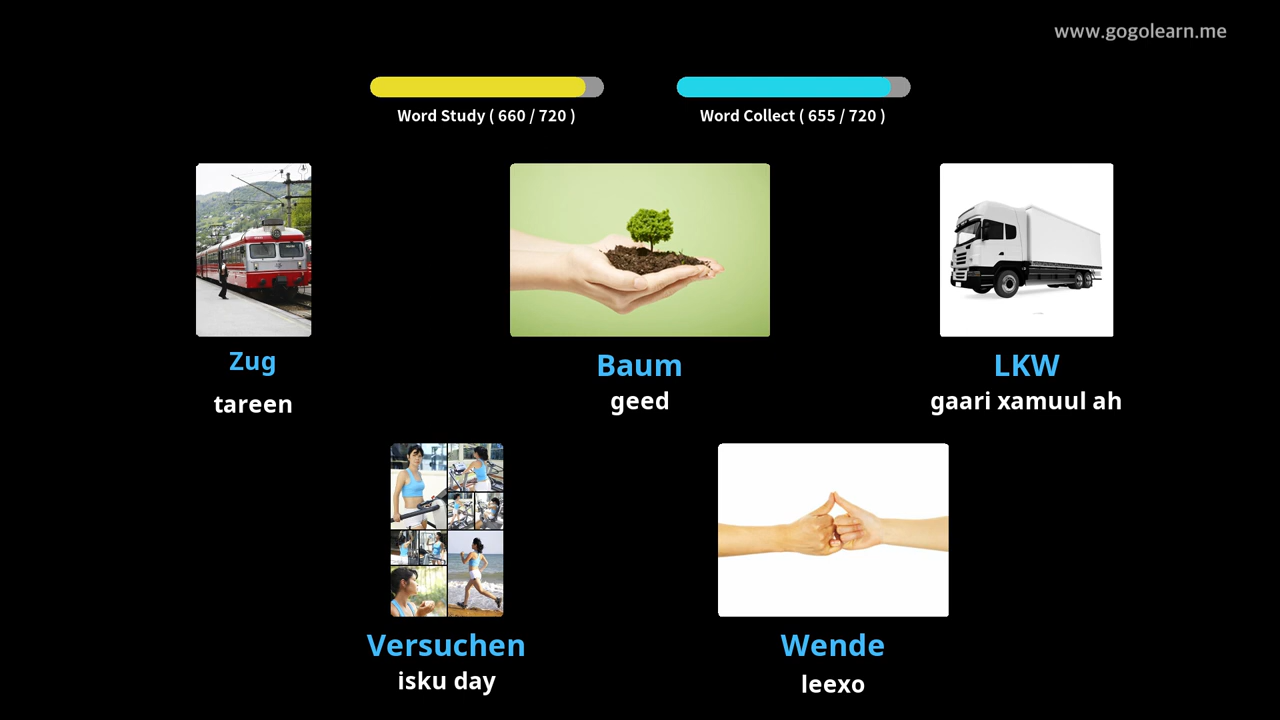 www.gogolearn.me
Word Study ( 660 / 720 )
Word Collect ( 655 / 720 )
Zug
tareen
Baum
geed
LKW
gaari xamuul ah
Versuchen
isku day
Wende
leexo